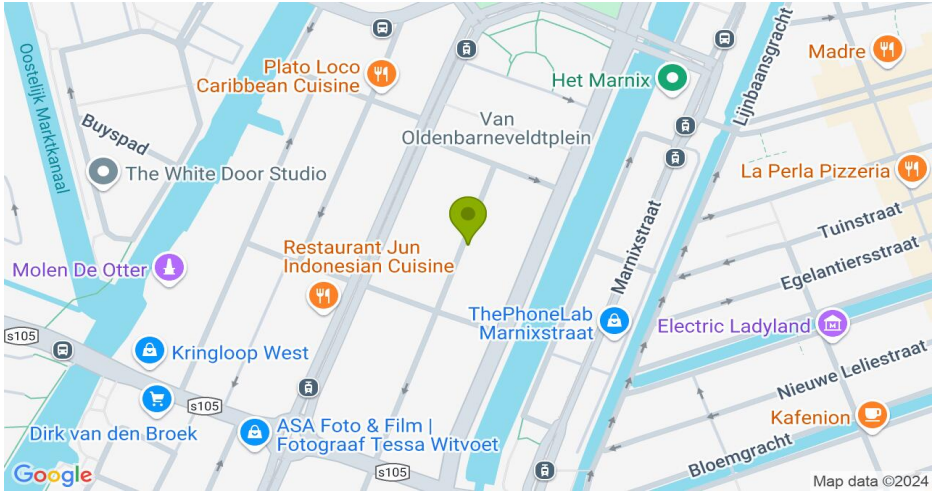 Oostelijk Marktkanaal
Buyspad
Plato Loco
Caribbean Cuisine
Van
Oldenbarneveldtplein
Het Marnix
Lijnbaansgracht
Madre
The White Door Studio
La Perla Pizzeria
Tuinstraat
Egelantiersstraat
Marnixstraat
Molen De Otter
Restaurant Jun
Indonesian Cuisine
ThePhoneLab
Marnixstraat
Electric Ladyland
s105
Kringloop West
Nieuwe Leliestraat
s105
Dirk van den Broek
Kafenion
ASA Foto & Film |
Fotograaf Tessa Witvoet
Bloemgracht
s105
Google
Map data ©2024